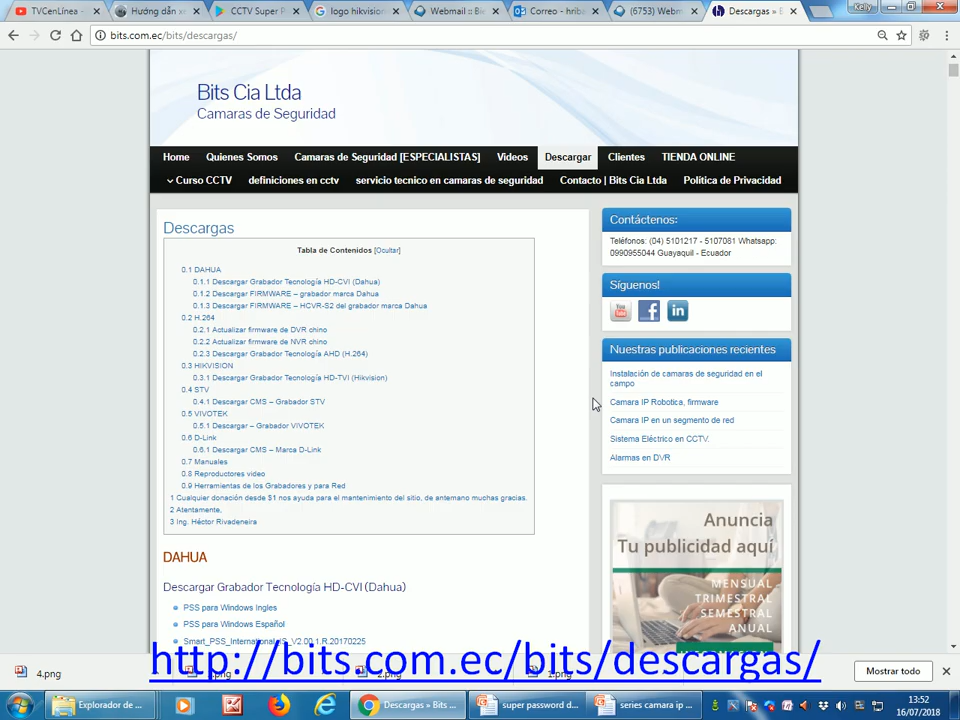 TVCenLínea
Hướng dẫn x
CCTV Super P
logo hikvision
Webmail :: Bi
Correo - hriba
(6753) Webm
Descargas » B
Kelly
bits.com.ec/bits/descargas/
Bits Cia Ltda
Camaras de Seguridad
Home Quienes Somos Camaras de Seguridad [ESPECIALISTAS] Videos Descargar Clientes TIENDA ONLINE
Curso CCTV definiciones en cctv servicio tecnico en camaras de seguridad Contacto | Bits Cia Ltda Politica de Privacidad
Descargas
Tabla de Contenidos [Ocultar]
0.1 DAHUA
0.1.1 Descargar Grabador Tecnología HD-CVI (Dahua)
0.1.2 Descargar FIRMWARE – grabador marca Dahua
0.1.3 Descargar FIRMWARE – HCVR-S2 del grabador marca Dahua
0.2 H.264
0.2.1 Actualizar firmware de DVR chino
0.2.2 Actualizar firmware de NVR chino
0.2.3 Descargar Grabador Tecnología AHD (H.264)
0.3 HIKVISION
0.3.1 Descargar Grabador Tecnología HD-TVI (Hikvision)
0.4 STV
0.4.1 Descargar CMS – Grabador STV
0.5 VIVOTEK
0.5.1 Descargar – Grabador VIVOTEK
0.6 D-Link
0.6.1 Descargar CMS – Marca D-Link
0.7 Manuales
0.8 Reproductores video
0.9 Herramientas de los Grabadores y para Red
1 Cualquier donación desde $1 nos ayuda para el mantenimiento del sitio, de antemano muchas gracias.
2 Atentamente,
3 Ing. Héctor Rivadeneira
DAHUA
Descargar Grabador Tecnología HD-CVI (Dahua)
PSS para Windows Ingles
PSS para Windows Español
Smart_PSS_International_IS_V2.00.1.R.20170225
Contáctenos:
Teléfonos: (04) 5101217 - 5107081 Whatsapp:
0990955044 Guayaquil - Ecuador
Síguenos!
Nuestras publicaciones recientes
Instalación de camaras de seguridad en el
campo
Camara IP Robotica, firmware
Camara IP en un segmento de red
Sistema Eléctrico en CCTV.
Alarmas en DVR
Anuncia
Tu publicidad aquí
MENSUAL
TRIMESTRAL
SEMESTRAL
ANUAL
http://bits.com.ec/bits/descargas/
4.png
Mostrar todo
Explorador de ...
Descargas » Bits ...
super password d...
series camara ip ...
13:52
16/07/2018